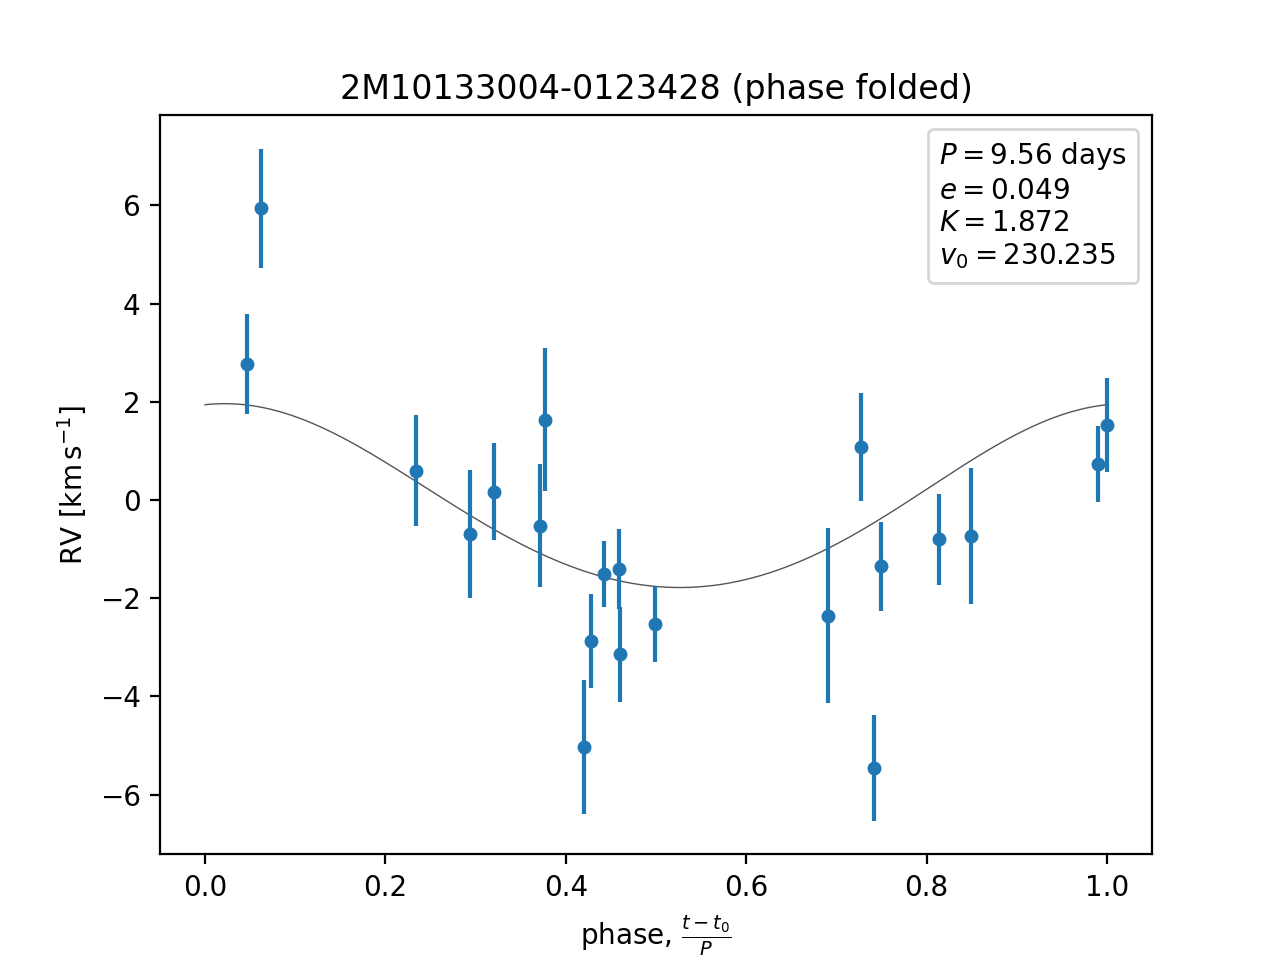 2M10133004-0123428 (phase folded)
P = 9.56 days
e = 0.049
K = 1.872
v₀ = 230.235
RV [km s⁻¹]
6
4
2
0
−2
−4
−6
0.0 0.2 0.4 0.6 0.8 1.0
phase, (t − t₀)/P